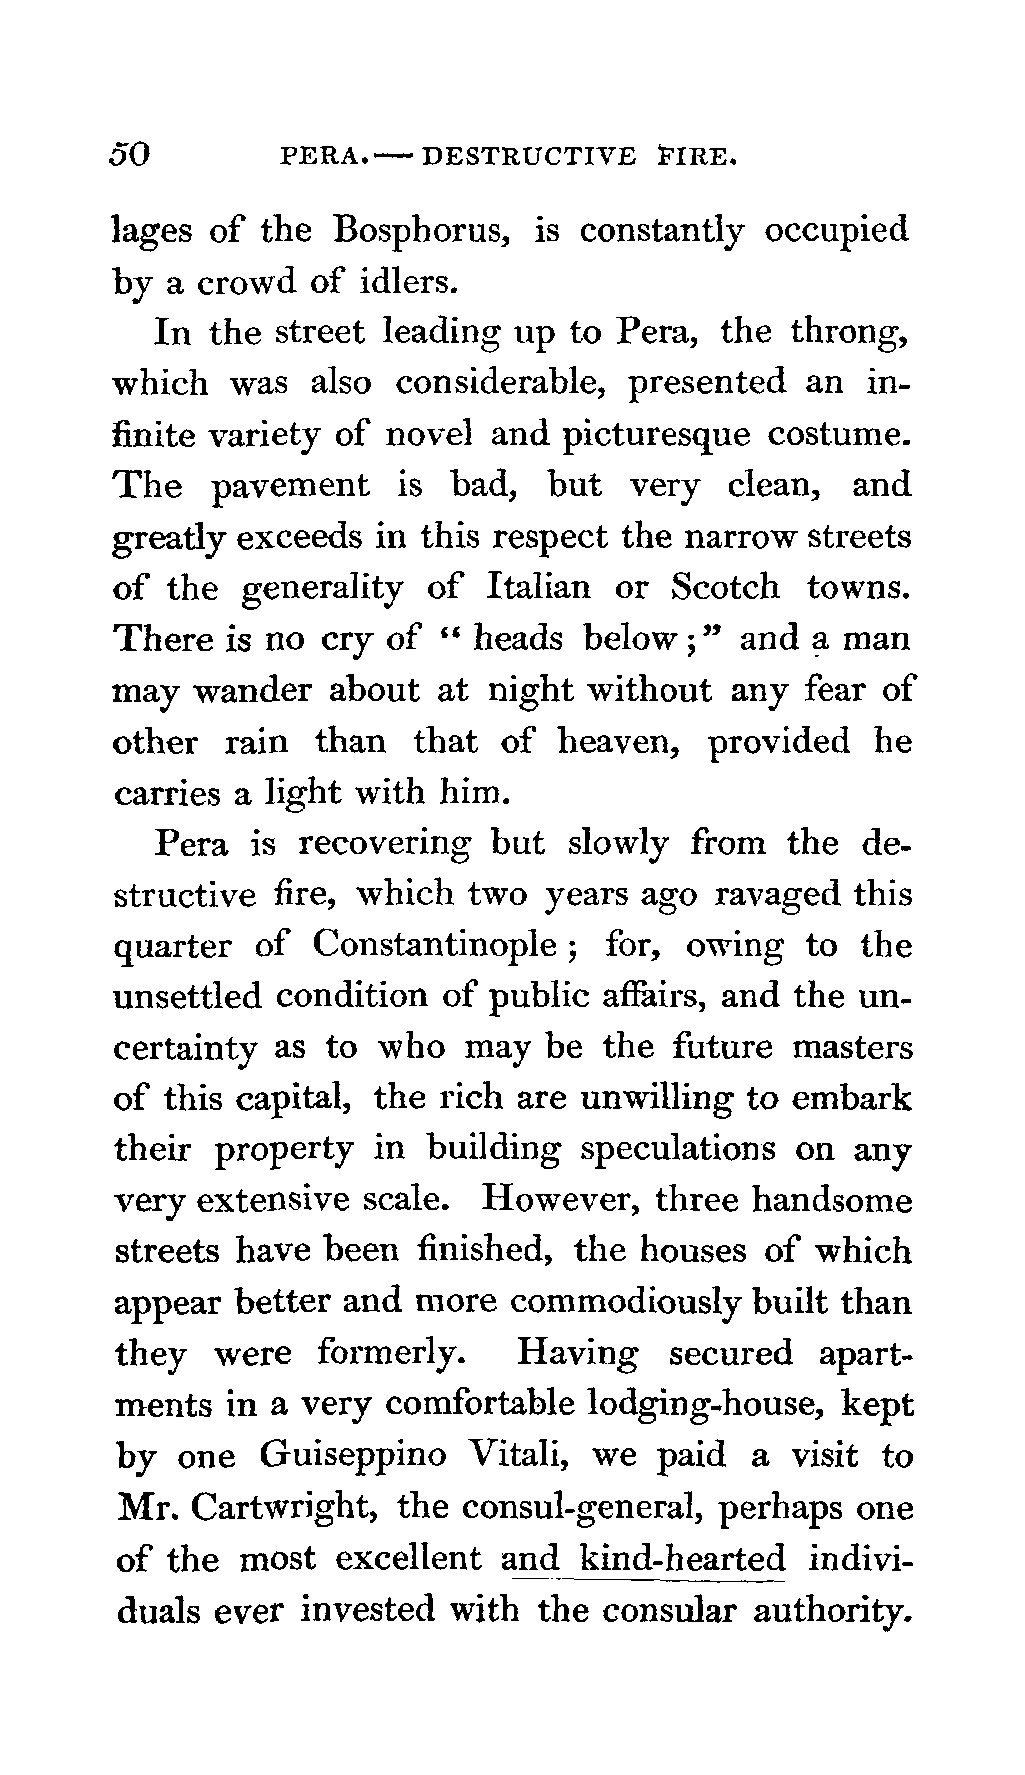 50 PERA.— DESTRUCTIVE FIRE.
lages of the Bosphorus, is constantly occupied
by a crowd of idlers.
In the street leading up to Pera, the throng,
which was also considerable, presented an in-
finite variety of novel and picturesque costume.
The pavement is bad, but very clean, and
greatly exceeds in this respect the narrow streets
of the generality of Italian or Scotch towns.
There is no cry of “ heads below ;” and a man
may wander about at night without any fear of
other rain than that of heaven, provided he
carries a light with him.
Pera is recovering but slowly from the de-
structive fire, which two years ago ravaged this
quarter of Constantinople ; for, owing to the
unsettled condition of public affairs, and the un-
certainty as to who may be the future masters
of this capital, the rich are unwilling to embark
their property in building speculations on any
very extensive scale. However, three handsome
streets have been finished, the houses of which
appear better and more commodiously built than
they were formerly. Having secured apart-
ments in a very comfortable lodging-house, kept
by one Guiseppino Vitali, we paid a visit to
Mr. Cartwright, the consul-general, perhaps one
of the most excellent and kind-hearted indivi-
duals ever invested with the consular authority.